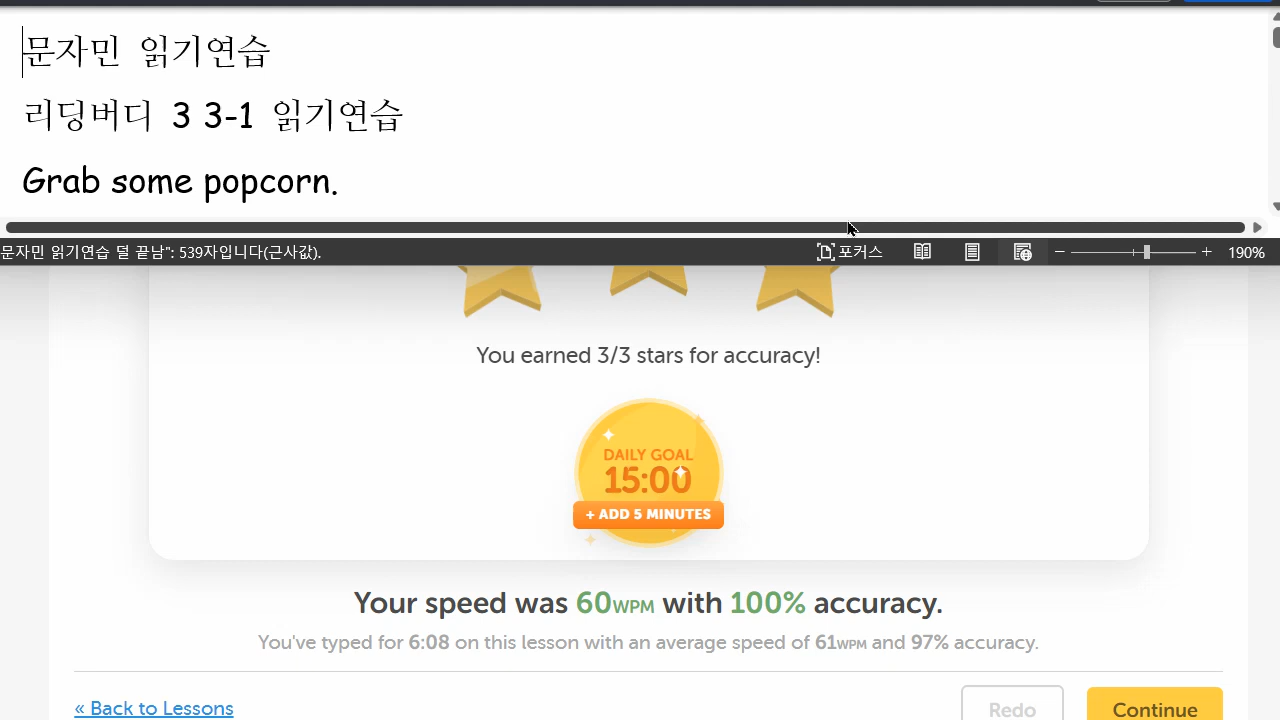 문자민 읽기연습
리딩버디 3 3-1 읽기연습
Grab some popcorn.
문자민 읽기연습 덜 끝남": 539자입니다(근사값).
포커스
190%
You earned 3/3 stars for accuracy!
DAILY GOAL
15:00
+ ADD 5 MINUTES
Your speed was 60WPM with 100% accuracy.
You've typed for 6:08 on this lesson with an average speed of 61WPM and 97% accuracy.
« Back to Lessons
Redo
Continue